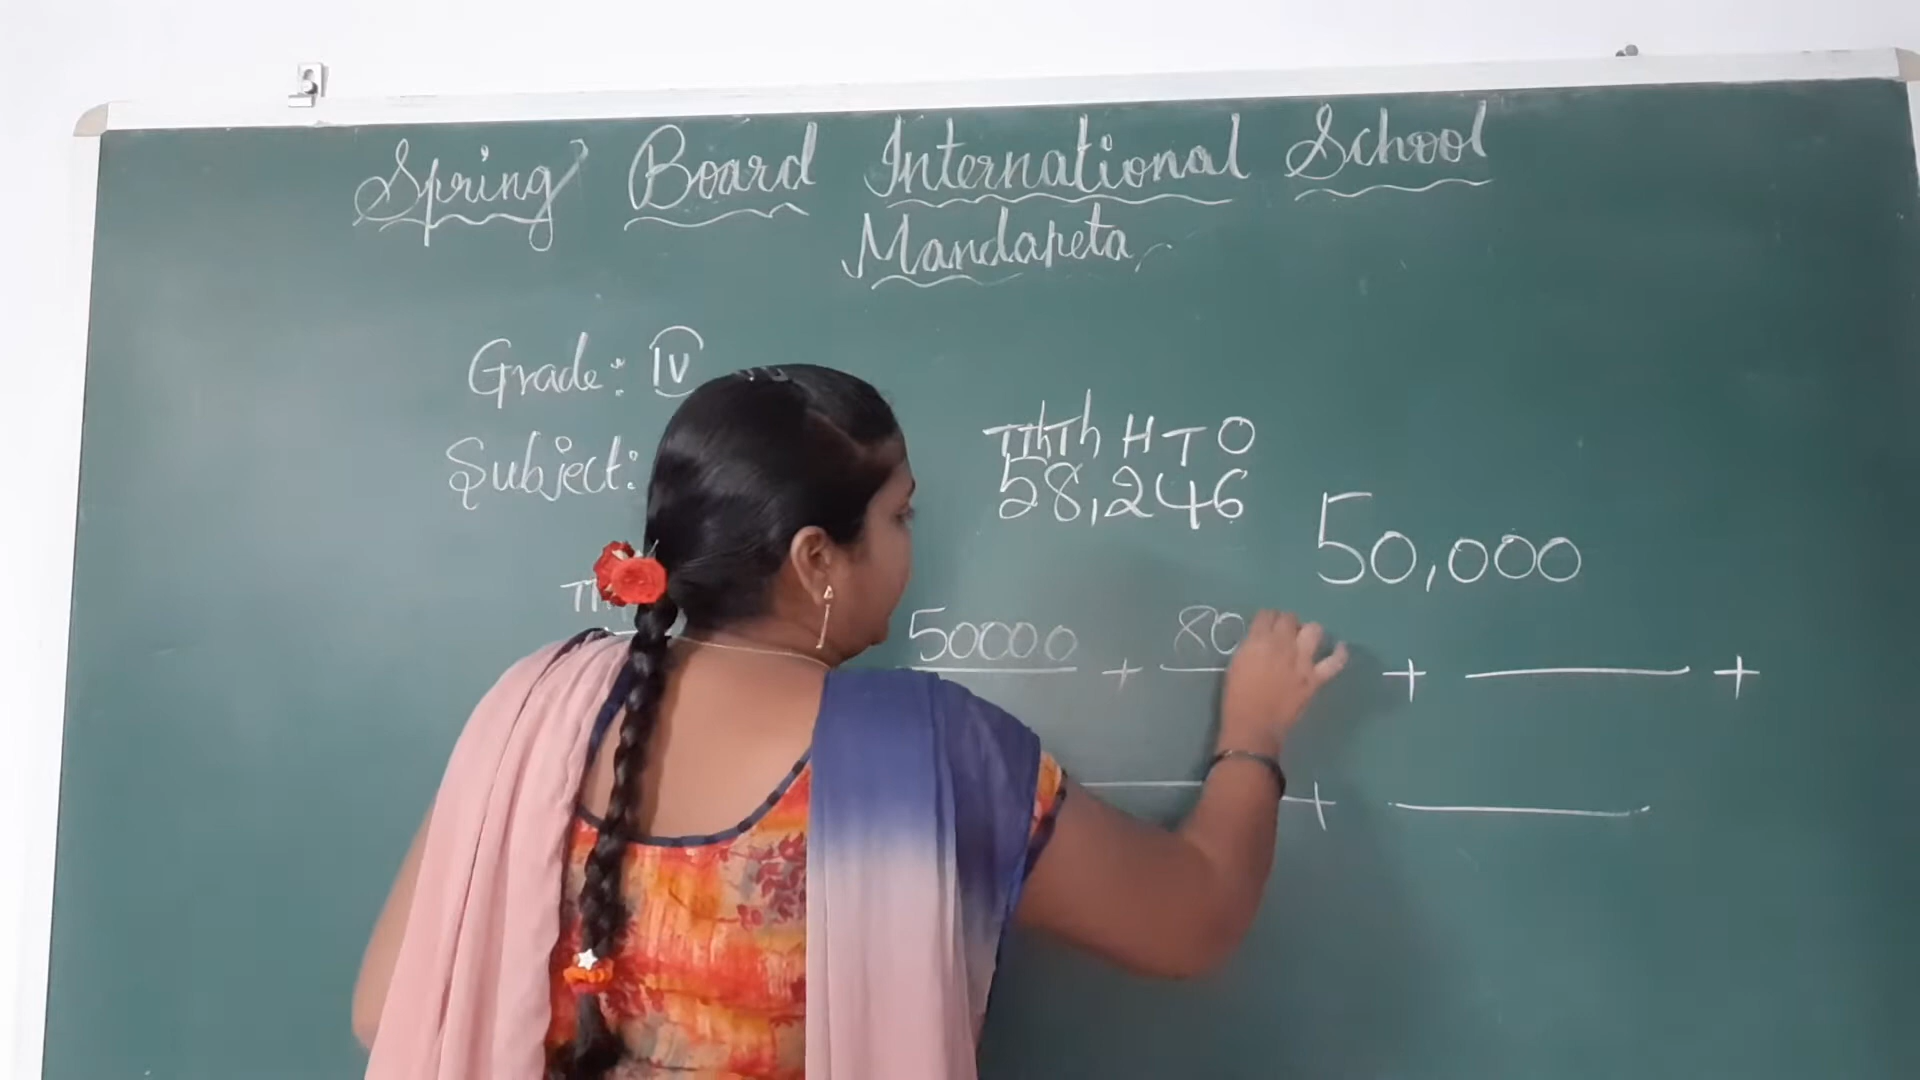 Spring Board International School
Mandapeta
Grade: IV
Subject:
TTh Th H T O
58,246
50,000
50000 + 80 + +
+